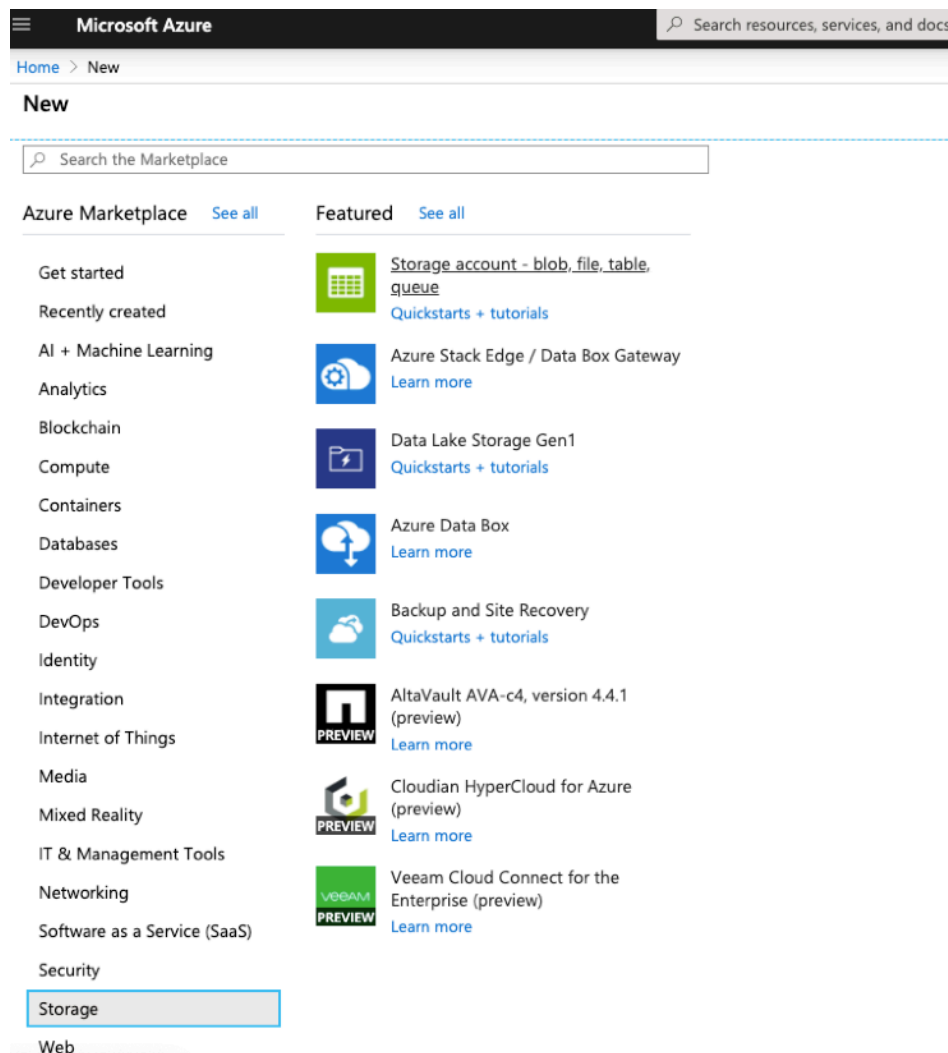 Microsoft Azure
Search resources, services, and docs
Home > New
New
Search the Marketplace
Azure Marketplace See all
Get started
Recently created
AI + Machine Learning
Analytics
Blockchain
Compute
Containers
Databases
Developer Tools
DevOps
Identity
Integration
Internet of Things
Media
Mixed Reality
IT & Management Tools
Networking
Software as a Service (SaaS)
Security
Storage
Web
Featured See all
Storage account - blob, file, table,
queue
Quickstarts + tutorials
Azure Stack Edge / Data Box Gateway
Learn more
Data Lake Storage Gen1
Quickstarts + tutorials
Azure Data Box
Learn more
Backup and Site Recovery
Quickstarts + tutorials
PREVIEW
AltaVault AVA-c4, version 4.4.1
(preview)
Learn more
PREVIEW
Cloudian HyperCloud for Azure
(preview)
Learn more
veeam
PREVIEW
Veeam Cloud Connect for the
Enterprise (preview)
Learn more